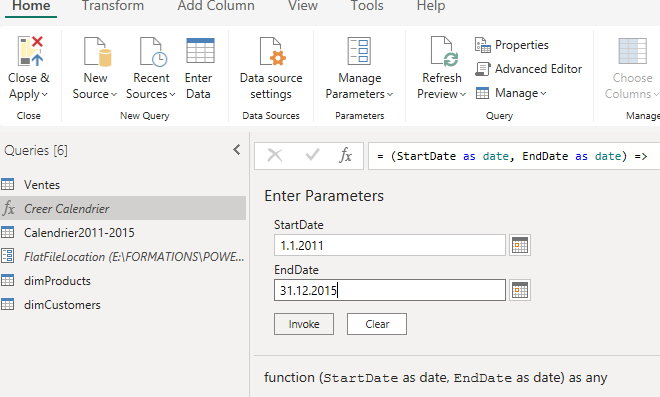 Home Transform Add Column View Tools Help
Close & Apply
New Source
Recent Sources
Enter Data
Data source settings
Manage Parameters
Refresh Preview
Properties
Advanced Editor
Manage
Choose Columns
Close New Query Data Sources Parameters Query Manage
Queries [6]
= (StartDate as date, EndDate as date) =>
Ventes
Creer Calendrier
Calendrier2011-2015
FlatFileLocation (E:\FORMATIONS\POWE...
dimProducts
dimCustomers
Enter Parameters
StartDate
1.1.2011
EndDate
31.12.2015
Invoke Clear
function (StartDate as date, EndDate as date) as any